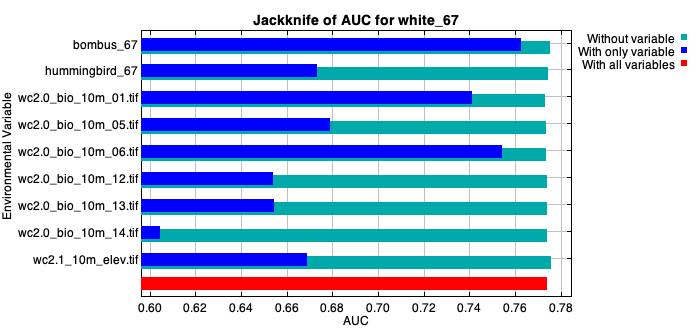 Jackknife of AUC for white_67
Without variable
With only variable
With all variables
Environmental Variable
bombus_67
hummingbird_67
wc2.0_bio_10m_01.tif
wc2.0_bio_10m_05.tif
wc2.0_bio_10m_06.tif
wc2.0_bio_10m_12.tif
wc2.0_bio_10m_13.tif
wc2.0_bio_10m_14.tif
wc2.1_10m_elev.tif
0.60 0.62 0.64 0.66 0.68 0.70 0.72 0.74 0.76 0.78
AUC